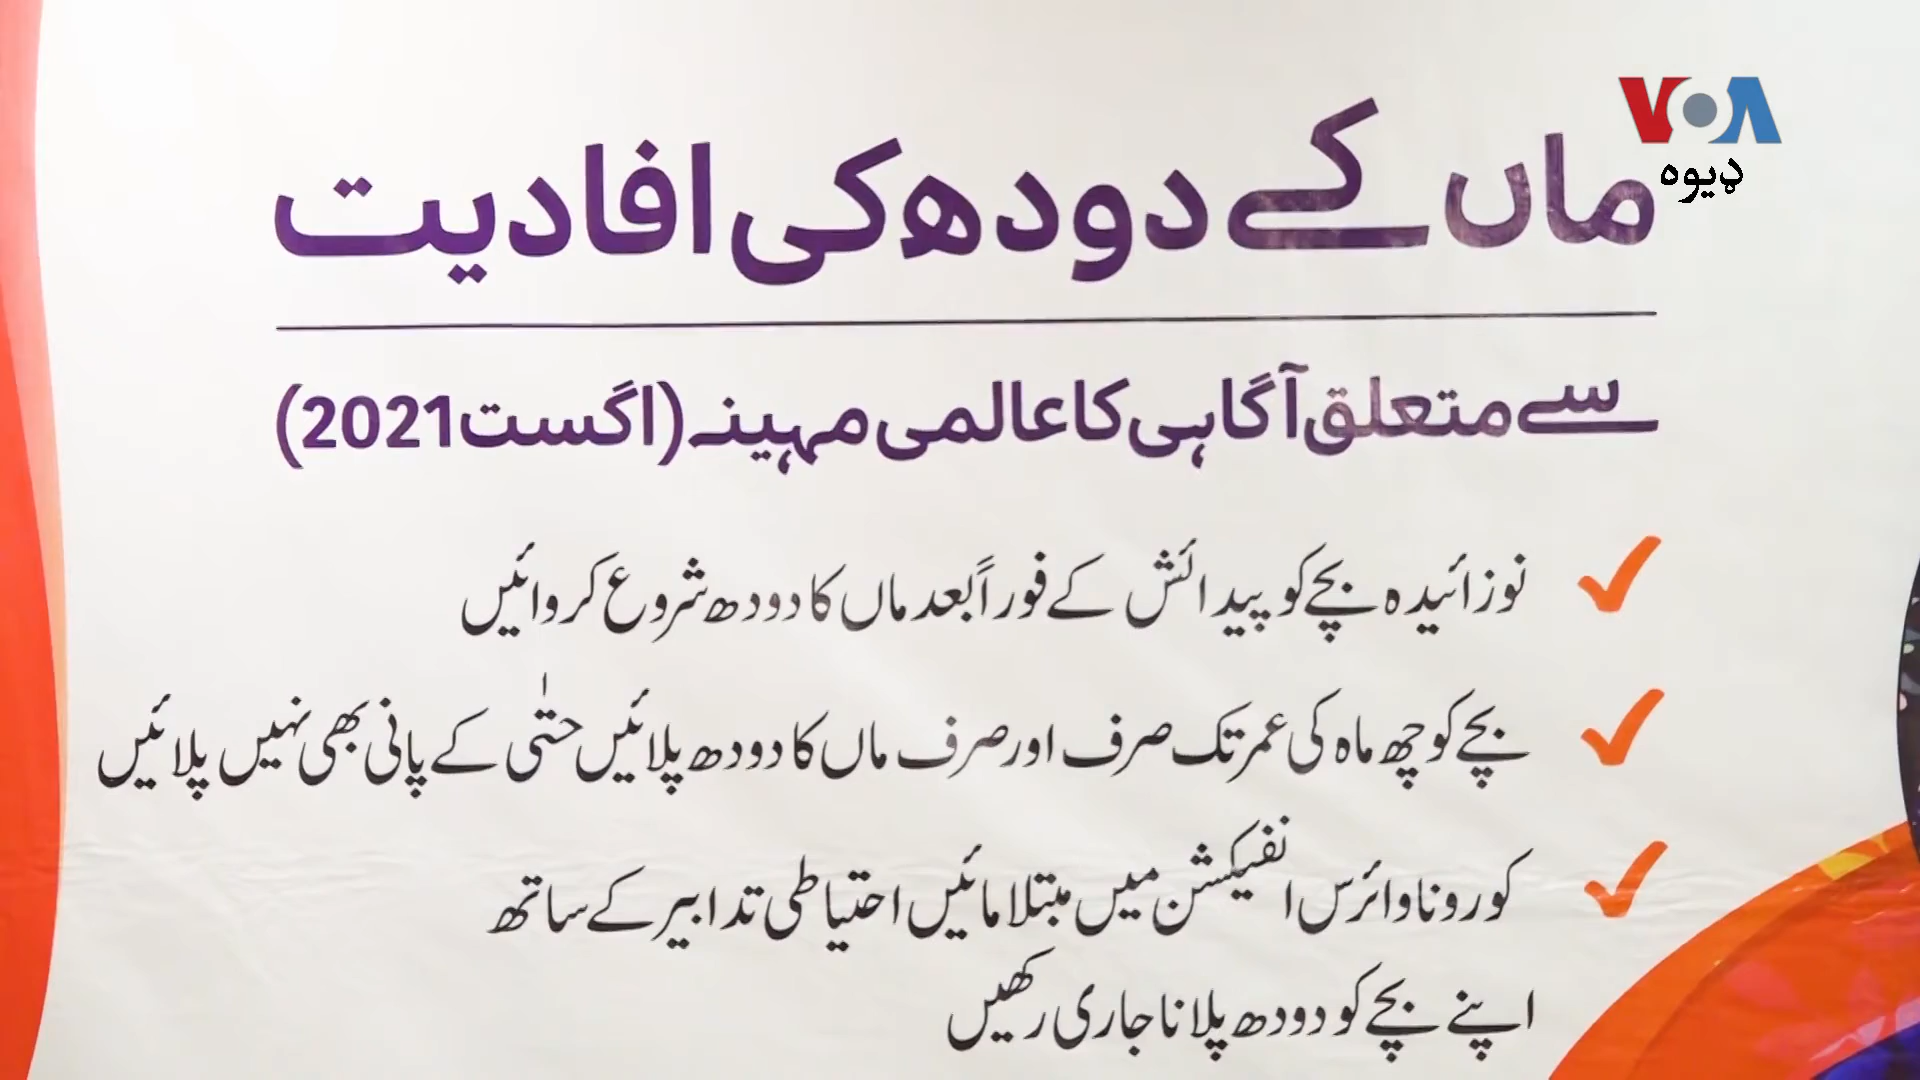 VOA
ډیوه
ماں کے دودھ کی افادیت
سے متعلق آگاہی کا عالمی مہینہ (اگست 2021)
نوزائیدہ بچے کو پیدائش کے فوراً بعد ماں کا دودھ شروع کروائیں
بچے کو چھ ماہ کی عمر تک صرف اور صرف ماں کا دودھ پلائیں حتٰی کے پانی بھی نہیں پلائیں
کورونا وائرس انفیکشن میں مبتلا مائیں احتیاطی تدابیر کے ساتھ
اپنے بچے کو دودھ پلانا جاری رکھیں